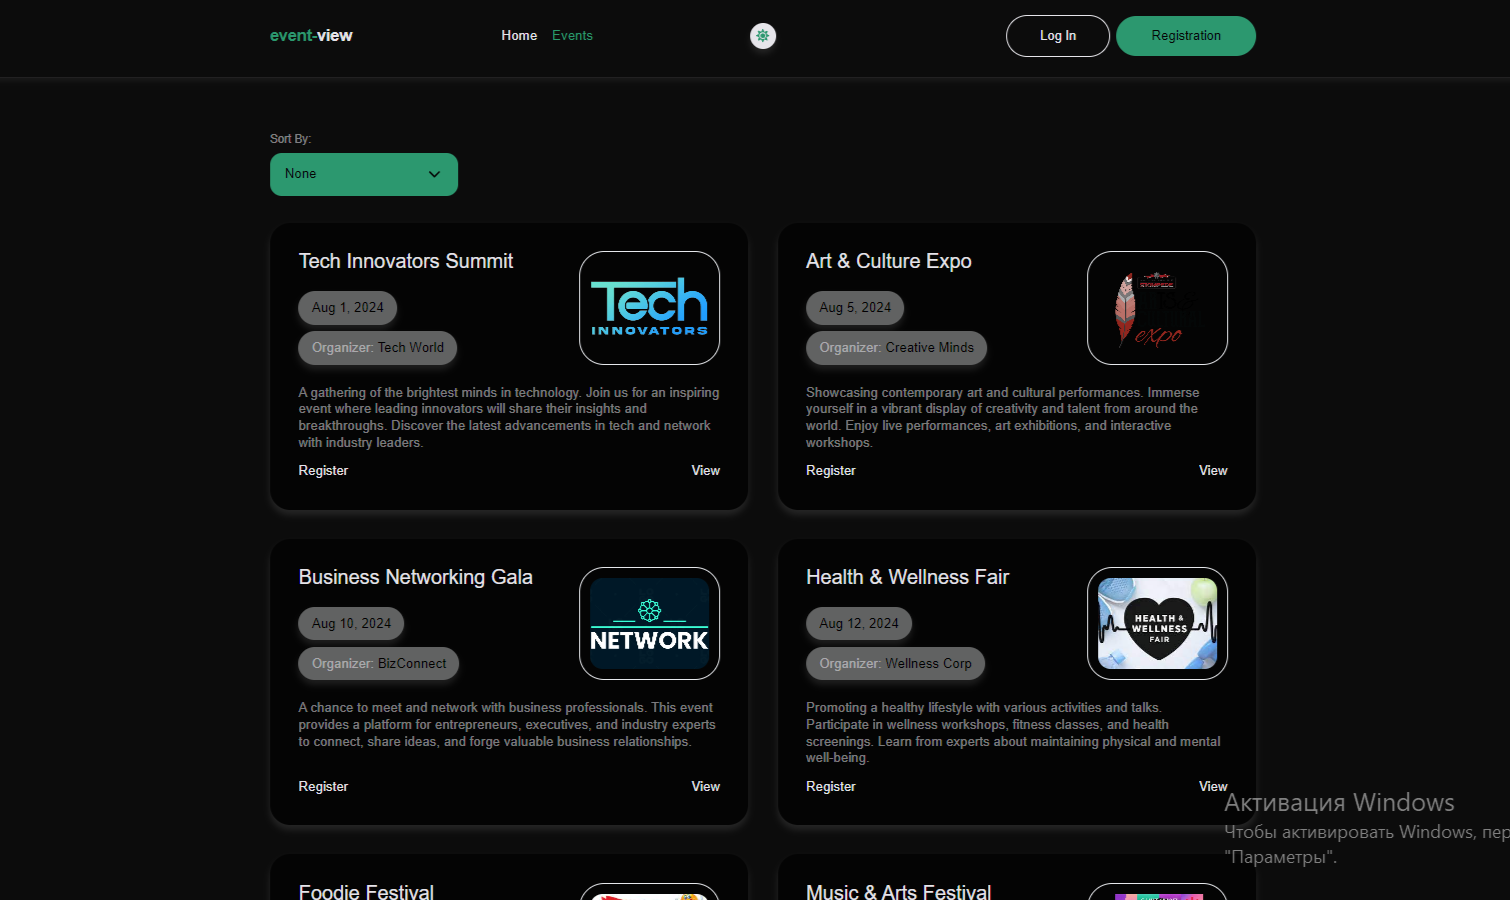 event-view
Home
Events
Log In
Registration
Sort By:
None
Tech Innovators Summit
Aug 1, 2024
Organizer: Tech World
Tech
INNOVATORS
A gathering of the brightest minds in technology. Join us for an inspiring
event where leading innovators will share their insights and
breakthroughs. Discover the latest advancements in tech and network
with industry leaders.
Register
View
Art & Culture Expo
Aug 5, 2024
Organizer: Creative Minds
expo
Showcasing contemporary art and cultural performances. Immerse
yourself in a vibrant display of creativity and talent from around the
world. Enjoy live performances, art exhibitions, and interactive
workshops.
Register
View
Business Networking Gala
Aug 10, 2024
Organizer: BizConnect
NETWORK
A chance to meet and network with business professionals. This event
provides a platform for entrepreneurs, executives, and industry experts
to connect, share ideas, and forge valuable business relationships.
Register
View
Health & Wellness Fair
Aug 12, 2024
Organizer: Wellness Corp
HEALTH &
WELLNESS
FAIR
Promoting a healthy lifestyle with various activities and talks.
Participate in wellness workshops, fitness classes, and health
screenings. Learn from experts about maintaining physical and mental
well-being.
Register
View
Foodie Festival
Music & Arts Festival
Активация Windows
Чтобы активировать Windows, пер
"Параметры".